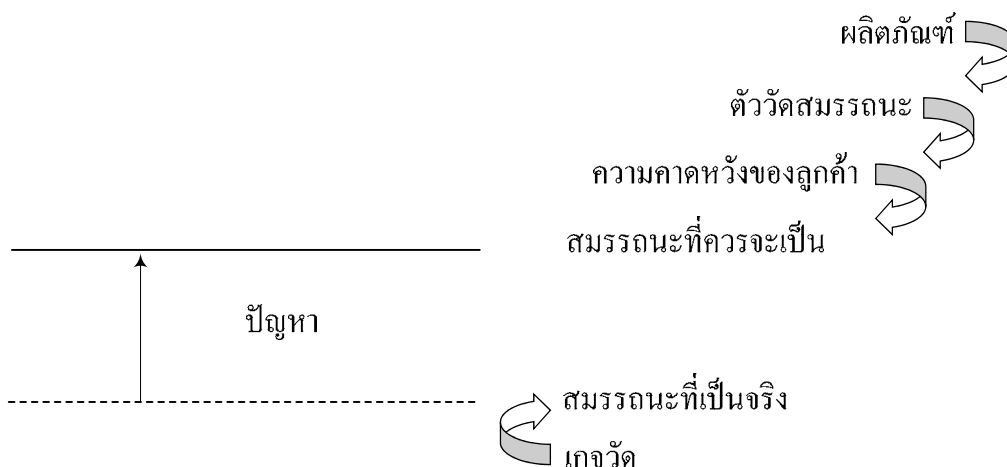 ผลิตภัณฑ์
ตัววัดสมรรถนะ
ความคาดหวังของลูกค้า
สมรรถนะที่ควรจะเป็น
ปัญหา
สมรรถนะที่เป็นจริง
เกจวัด